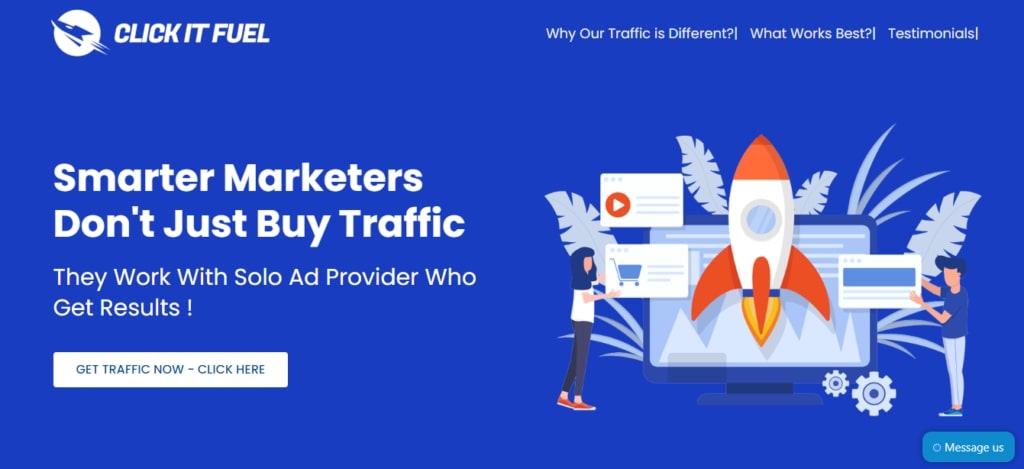 CLICK IT FUEL
Why Our Traffic is Different?| What Works Best?| Testimonials|
Smarter Marketers
Don't Just Buy Traffic
They Work With Solo Ad Provider Who
Get Results !
GET TRAFFIC NOW - CLICK HERE
Message us